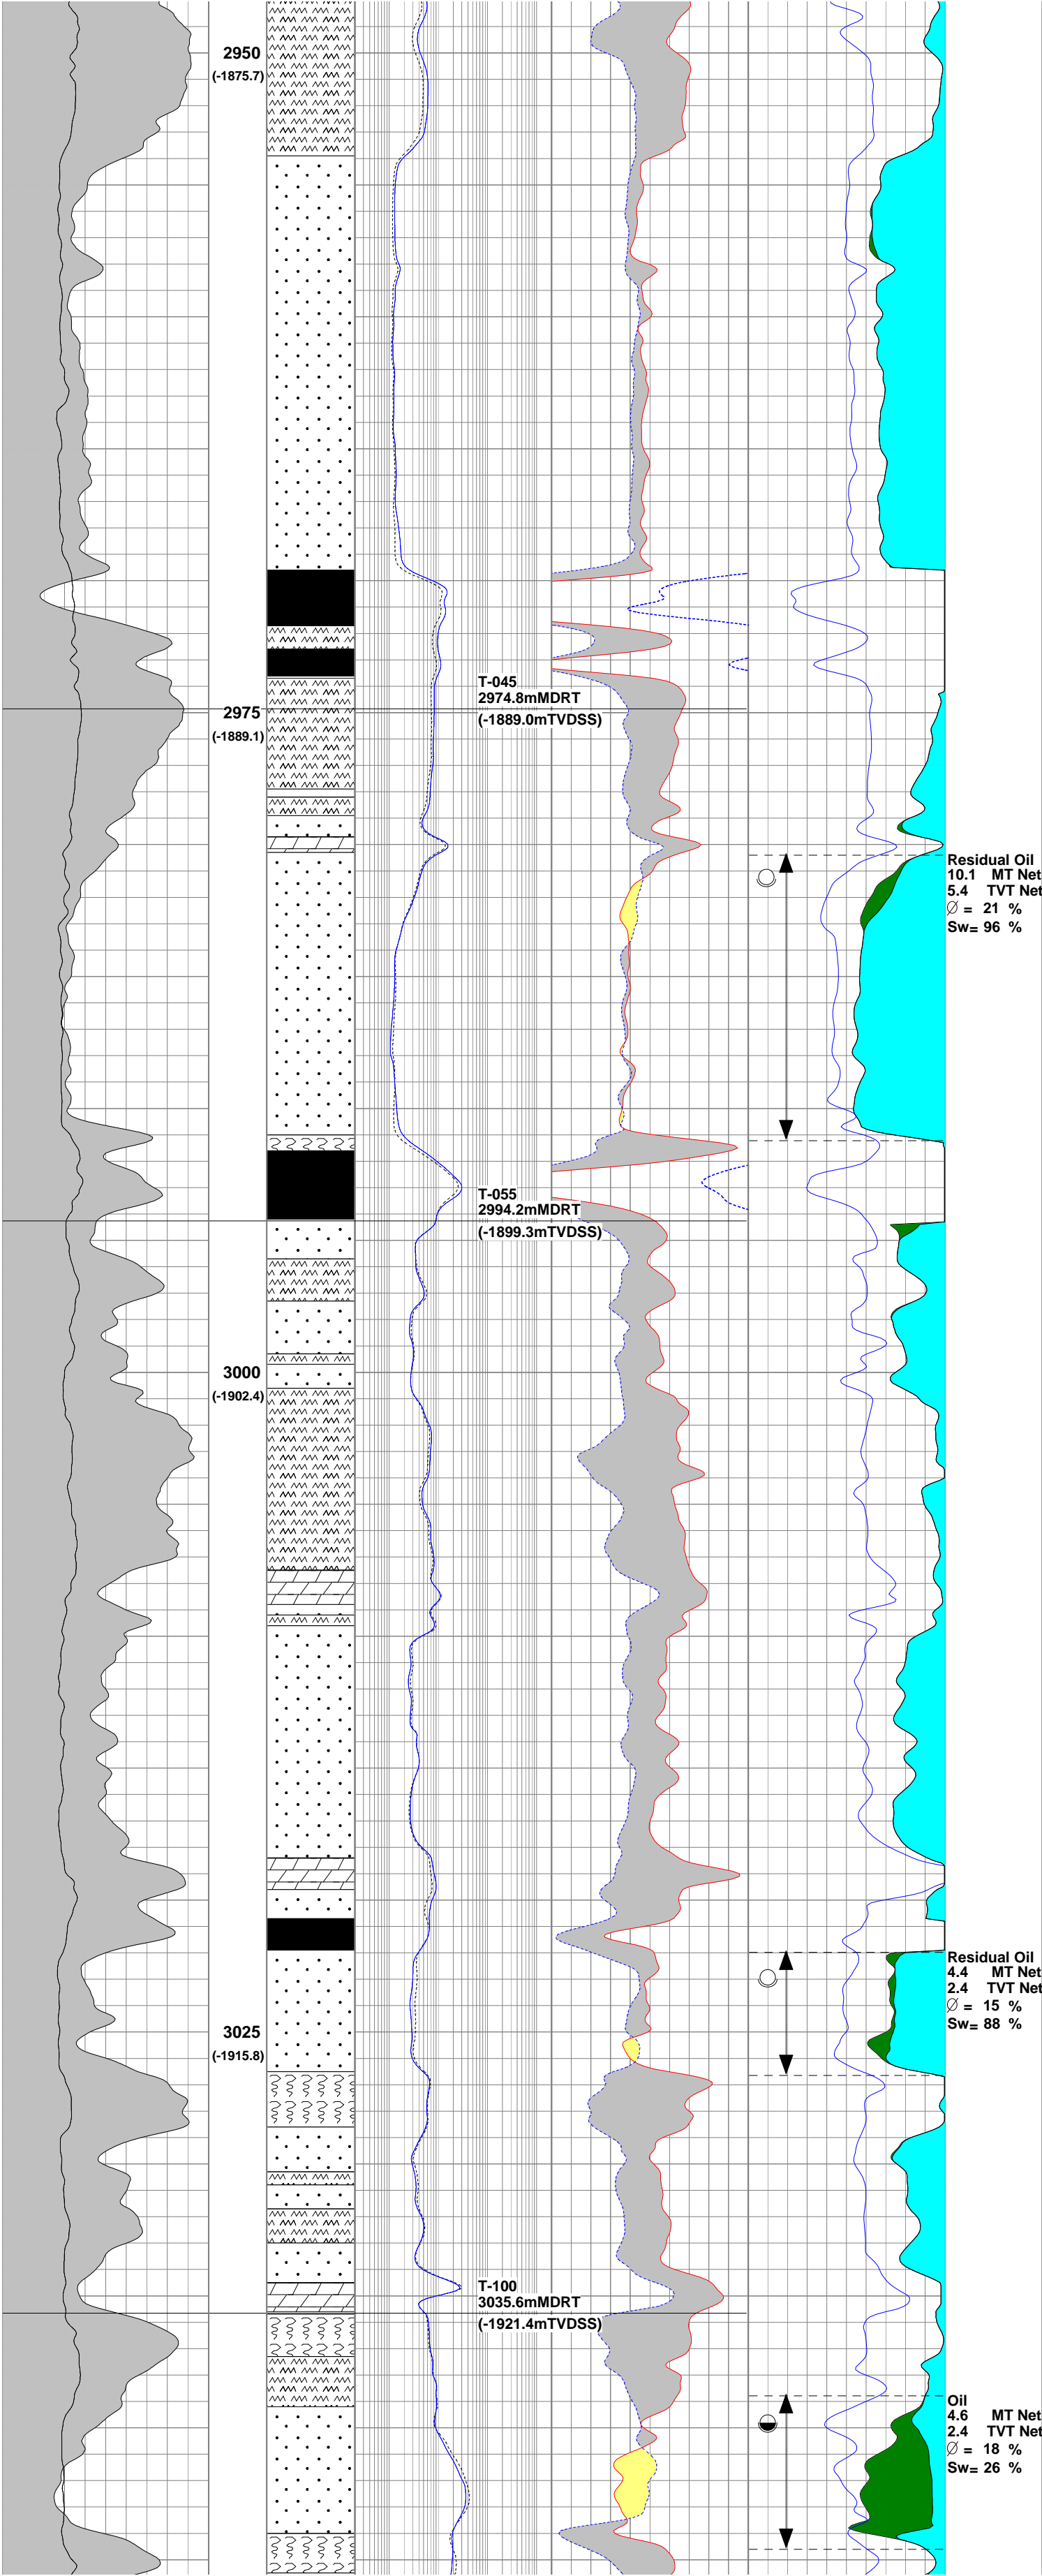 2950
(-1875.7)
T-045
2974.8mMDRT
(-1889.0mTVDSS)
2975
(-1889.1)
Residual Oil
10.1 MT Net
5.4 TVT Net
Ø = 21 %
Sw= 96 %
T-055
2994.2mMDRT
(-1899.3mTVDSS)
3000
(-1902.4)
Residual Oil
4.4 MT Net
2.4 TVT Net
Ø = 15 %
Sw= 88 %
3025
(-1915.8)
T-100
3035.6mMDRT
(-1921.4mTVDSS)
Oil
4.6 MT Net
2.4 TVT Net
Ø = 18 %
Sw= 26 %